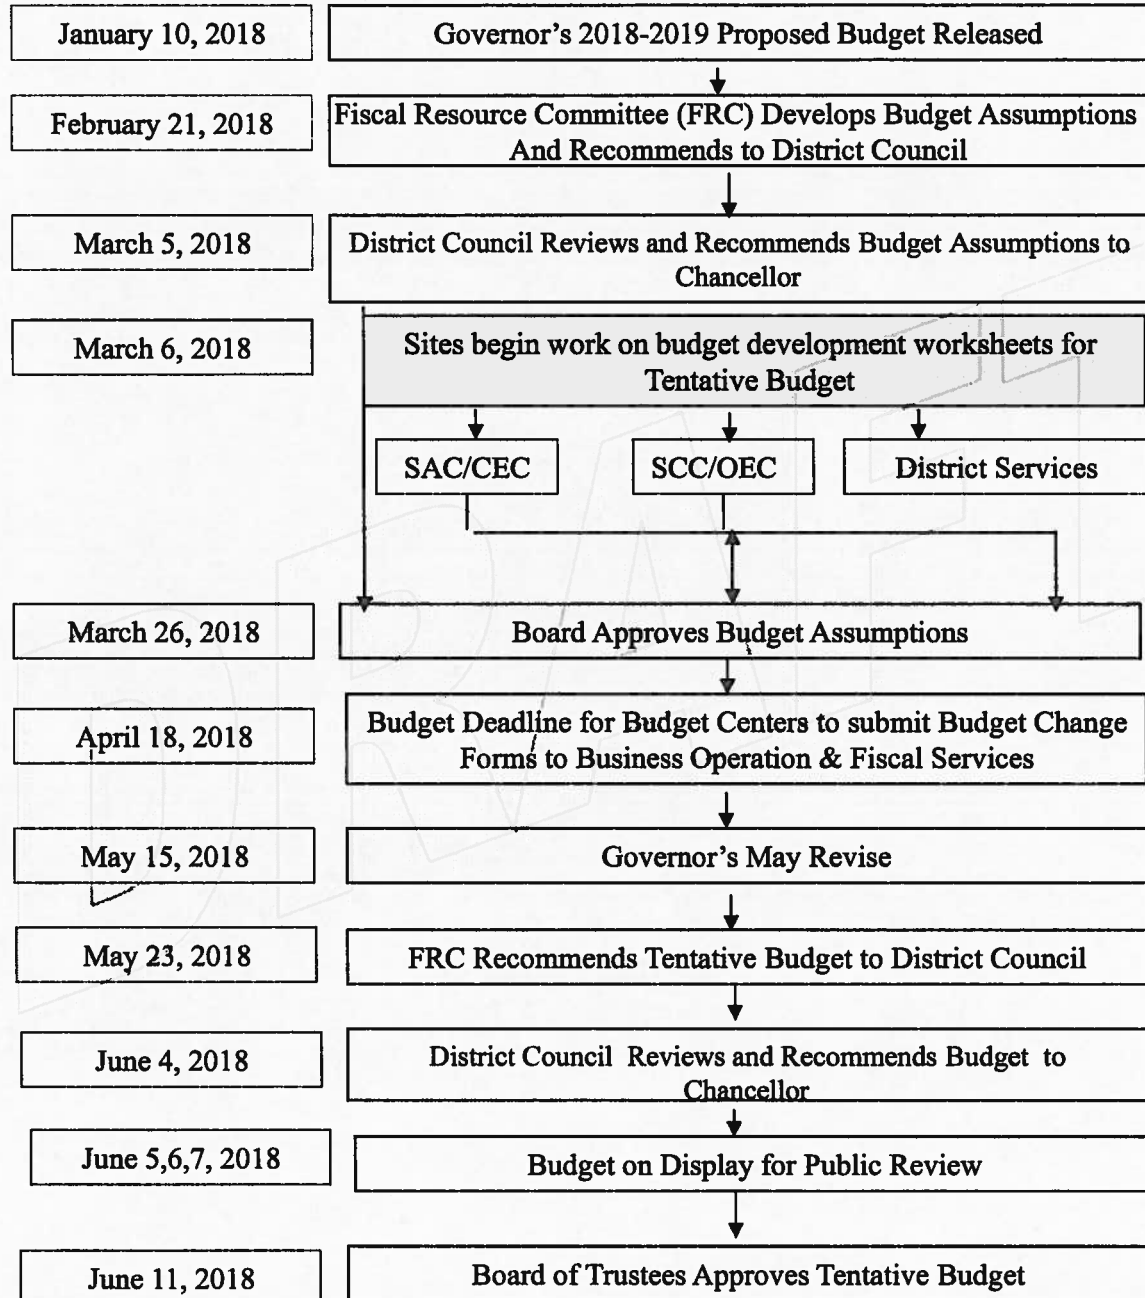 January 10, 2018
Governor's 2018-2019 Proposed Budget Released
February 21, 2018
Fiscal Resource Committee (FRC) Develops Budget Assumptions
And Recommends to District Council
March 5, 2018
District Council Reviews and Recommends Budget Assumptions to
Chancellor
March 6, 2018
Sites begin work on budget development worksheets for
Tentative Budget
SAC/CEC
SCC/OEC
District Services
March 26, 2018
Board Approves Budget Assumptions
April 18, 2018
Budget Deadline for Budget Centers to submit Budget Change
Forms to Business Operation & Fiscal Services
May 15, 2018
Governor's May Revise
May 23, 2018
FRC Recommends Tentative Budget to District Council
June 4, 2018
District Council Reviews and Recommends Budget to
Chancellor
June 5,6,7, 2018
Budget on Display for Public Review
June 11, 2018
Board of Trustees Approves Tentative Budget
DRAFT